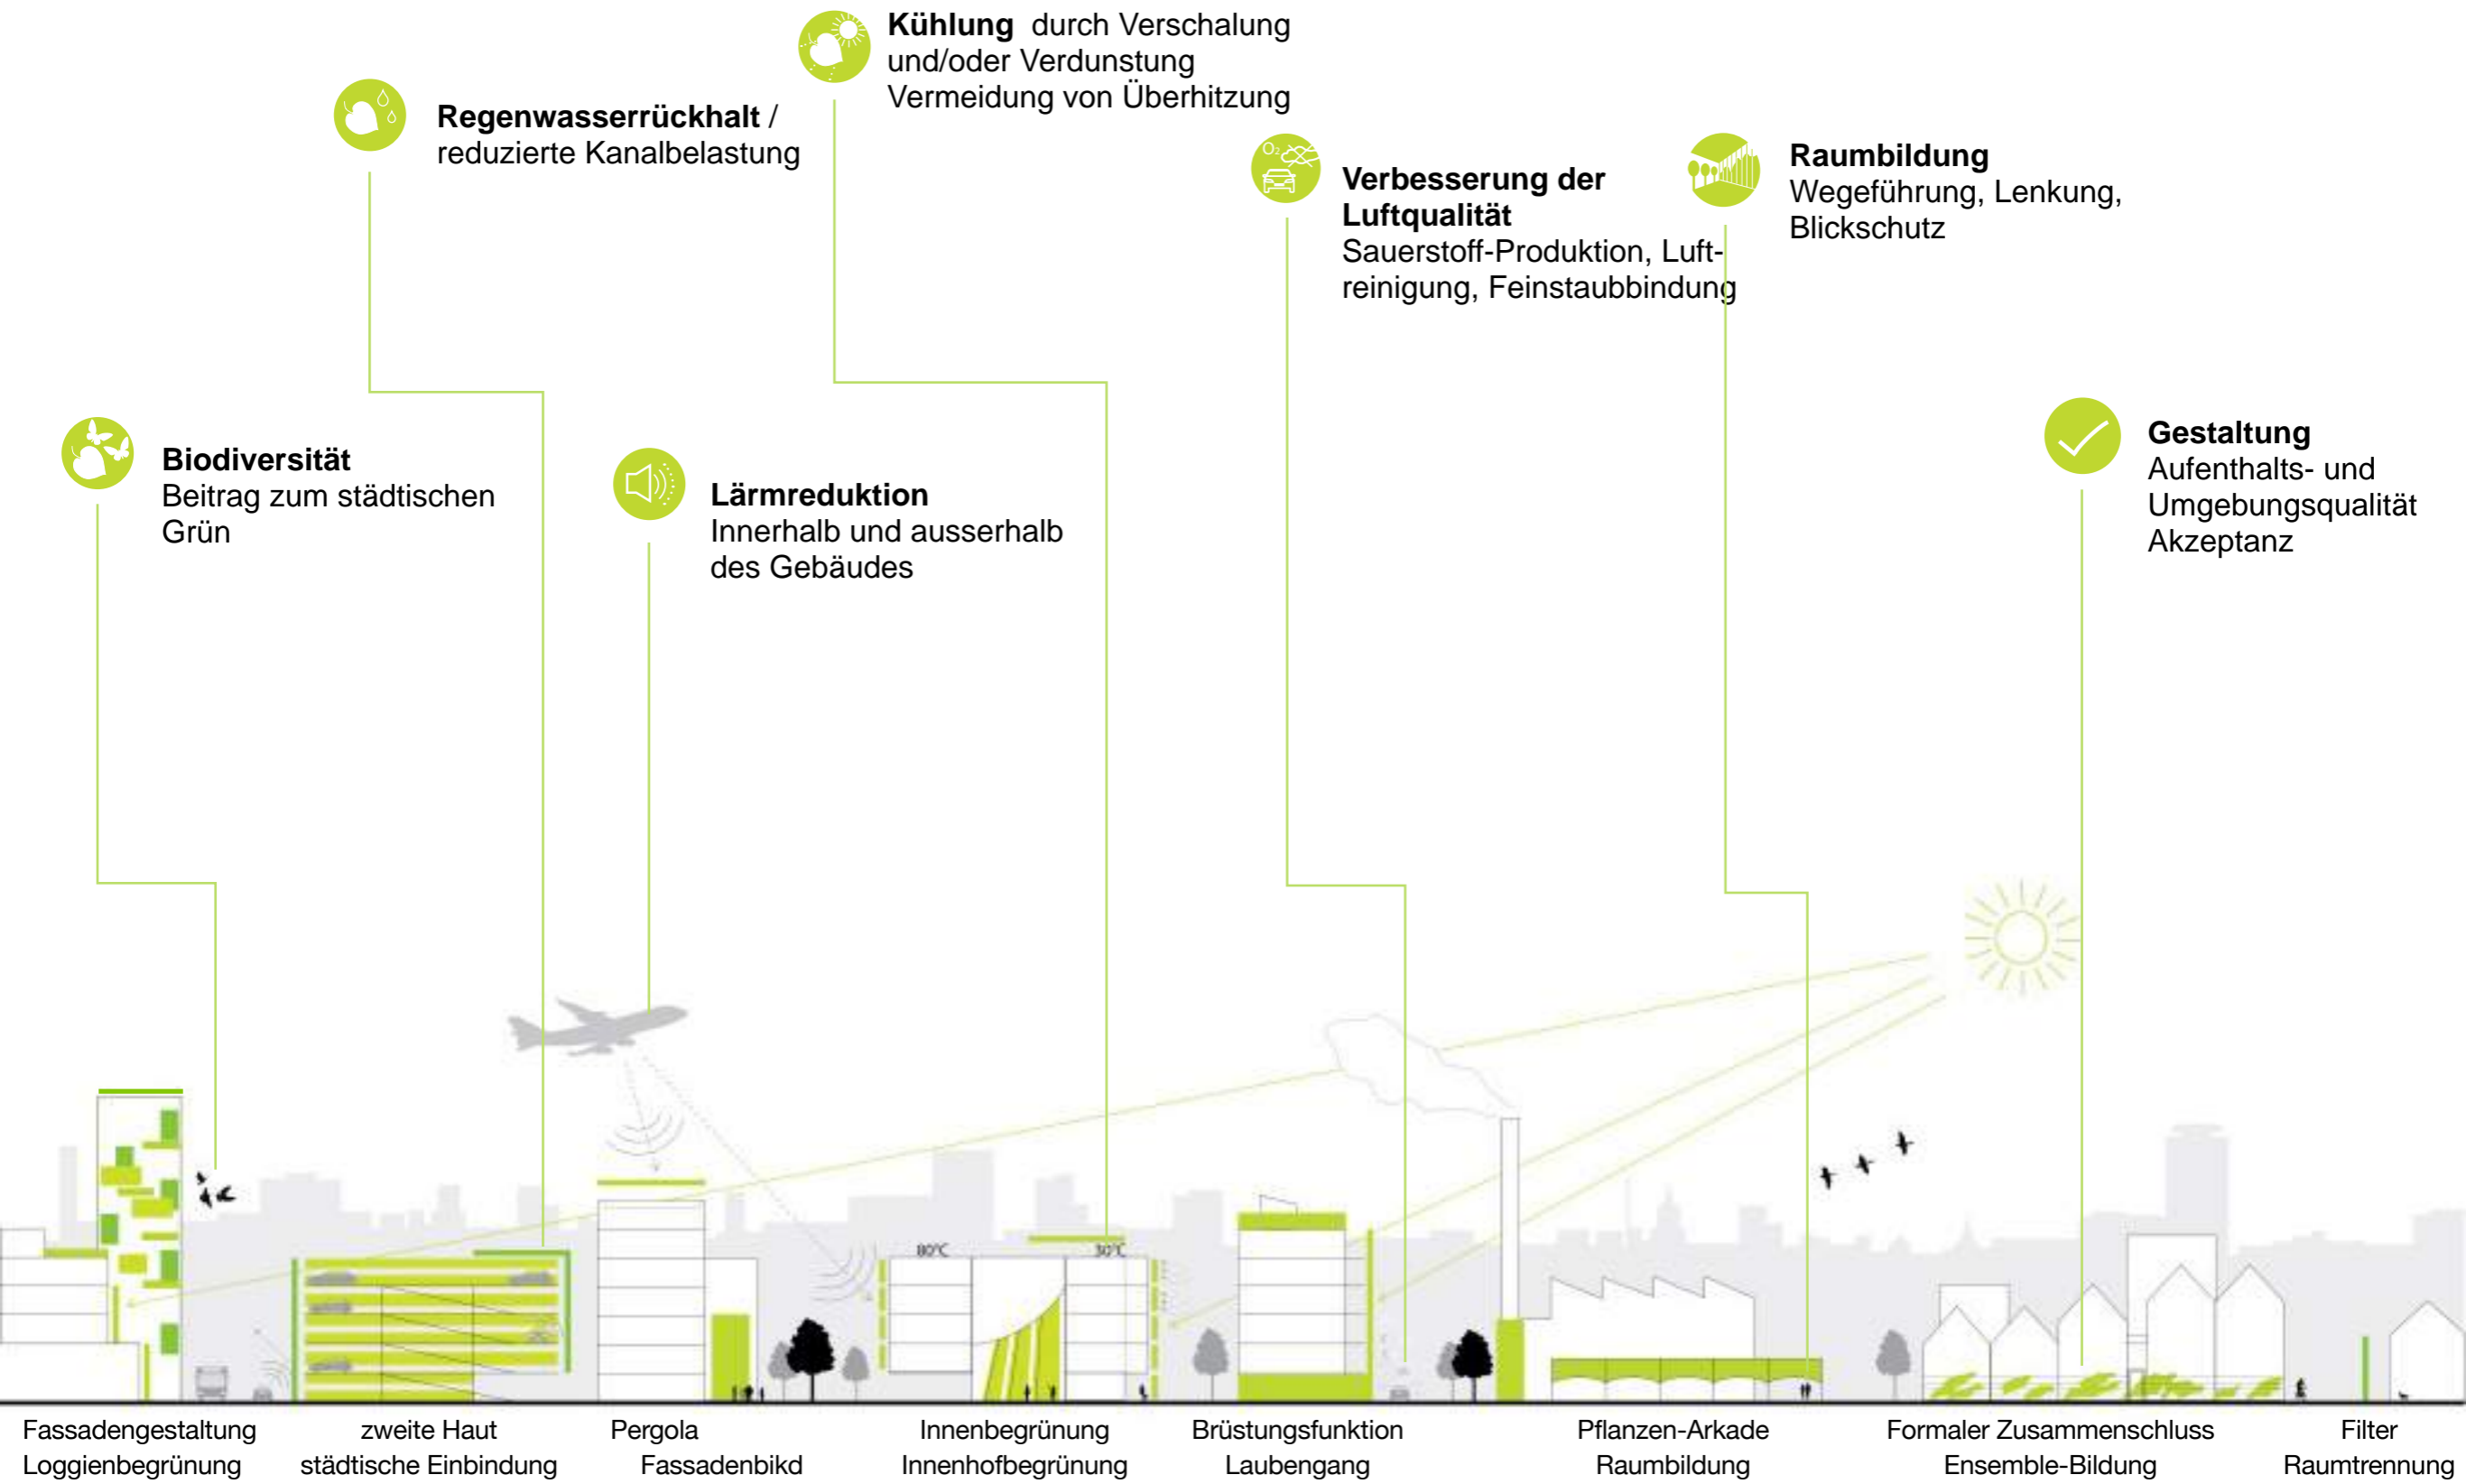 Kühlung durch Verschalung
und/oder Verdunstung
Vermeidung von Überhitzung
Regenwasserrückhalt /
reduzierte Kanalbelastung
O₂
Verbesserung der
Luftqualität
Sauerstoff-Produktion, Luft-
reinigung, Feinstaubbindung
Raumbildung
Wegeführung, Lenkung,
Blickschutz
Biodiversität
Beitrag zum städtischen
Grün
Lärmreduktion
Innerhalb und ausserhalb
des Gebäudes
Gestaltung
Aufenthalts- und
Umgebungsqualität
Akzeptanz
80°C
30°C
Fassadengestaltung
Loggienbegrünung
zweite Haut
städtische Einbindung
Pergola
Fassadenbikd
Innenbegrünung
Innenhofbegrünung
Brüstungsfunktion
Laubengang
Pflanzen-Arkade
Raumbildung
Formaler Zusammenschluss
Ensemble-Bildung
Filter
Raumtrennung